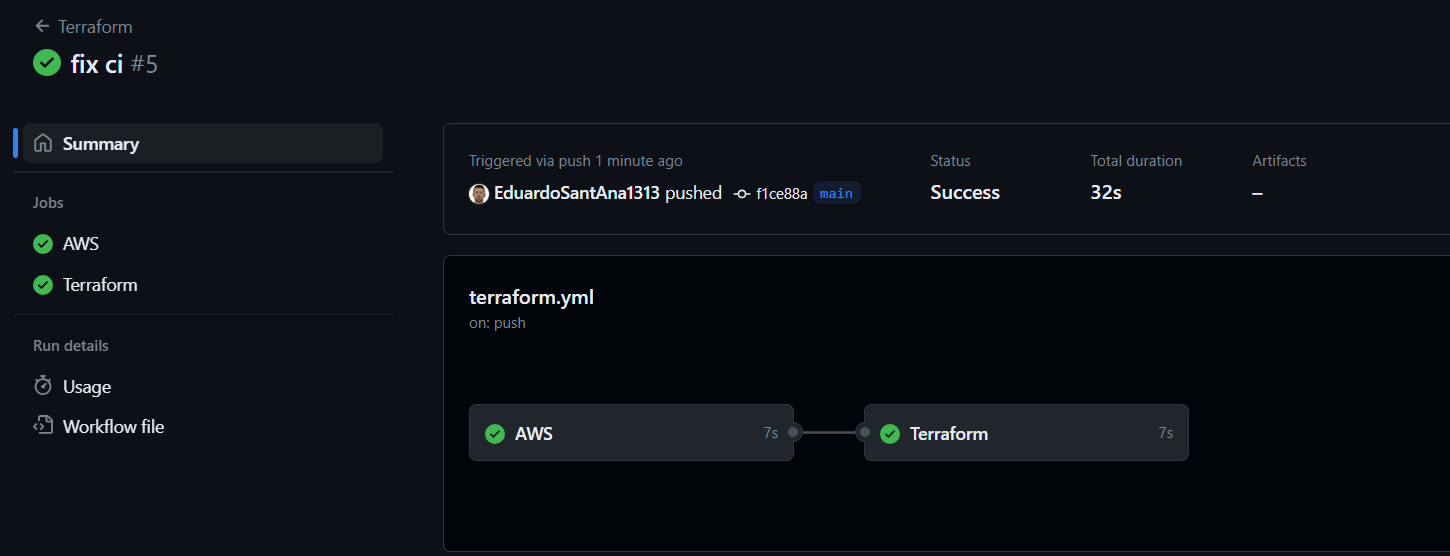 Terraform
fix ci #5
Summary
Jobs
AWS
Terraform
Run details
Usage
Workflow file
Triggered via push 1 minute ago
EduardoSantAna1313 pushed f1ce88a main
Status
Success
Total duration
32s
Artifacts
–
terraform.yml
on: push
AWS 7s
Terraform 7s